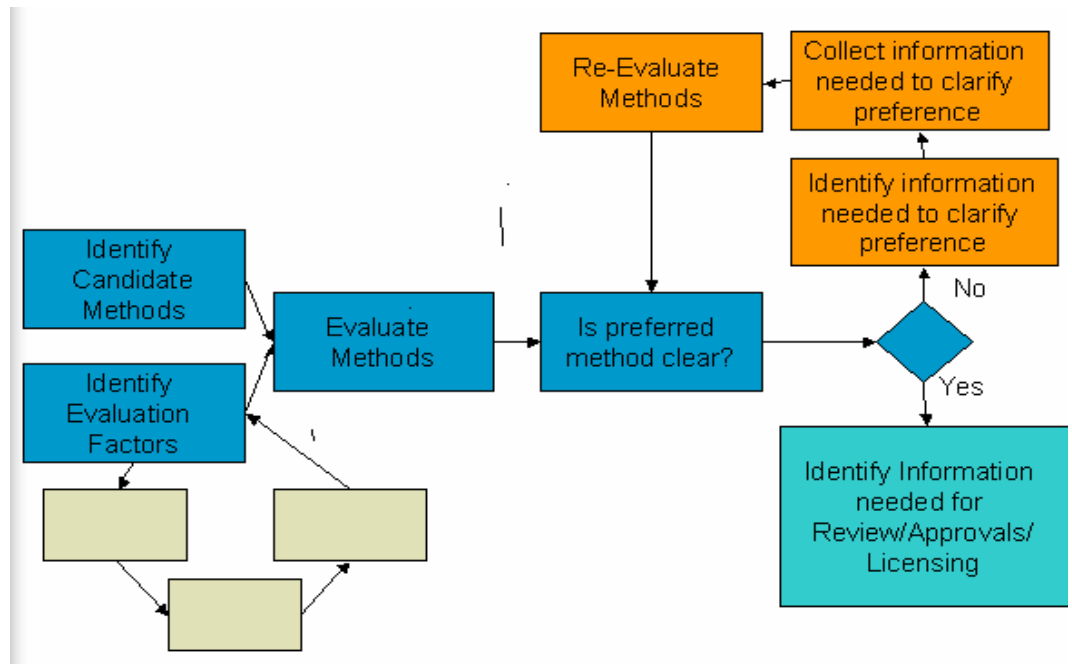 Re-Evaluate
Methods
Collect information
needed to clarify
preference
Identify information
needed to clarify
preference
Identify
Candidate
Methods
Evaluate
Methods
Is preferred
method clear?
No
Yes
Identify
Evaluation
Factors
Identify Information
needed for
Review/Approvals/
Licensing